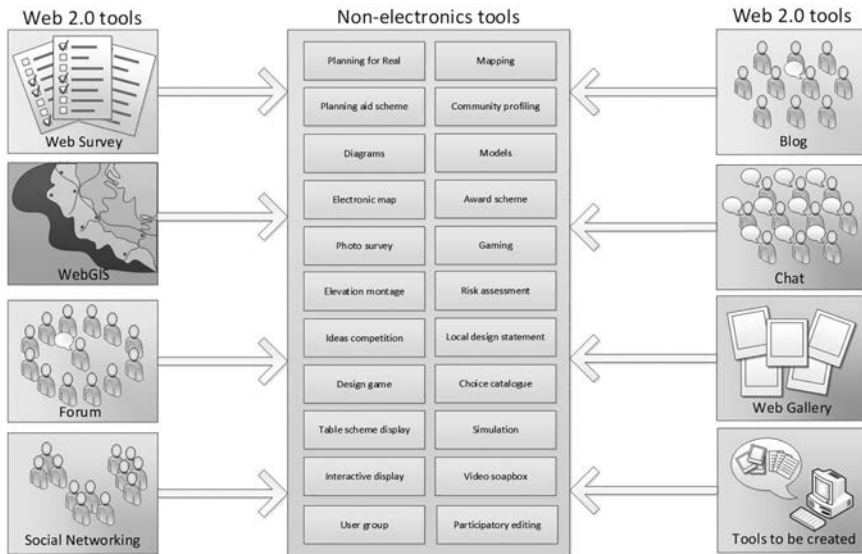 Web 2.0 tools
Web Survey
WebGIS
Forum
Social Networking
Non-electronics tools
Planning for Real
Mapping
Planning aid scheme
Community profiling
Diagrams
Models
Electronic map
Award scheme
Photo survey
Gaming
Elevation montage
Risk assessment
Ideas competition
Local design statement
Design game
Choice catalogue
Table scheme display
Simulation
Interactive display
Video soapbox
User group
Participatory editing
Web 2.0 tools
Blog
Chat
Web Gallery
Tools to be created